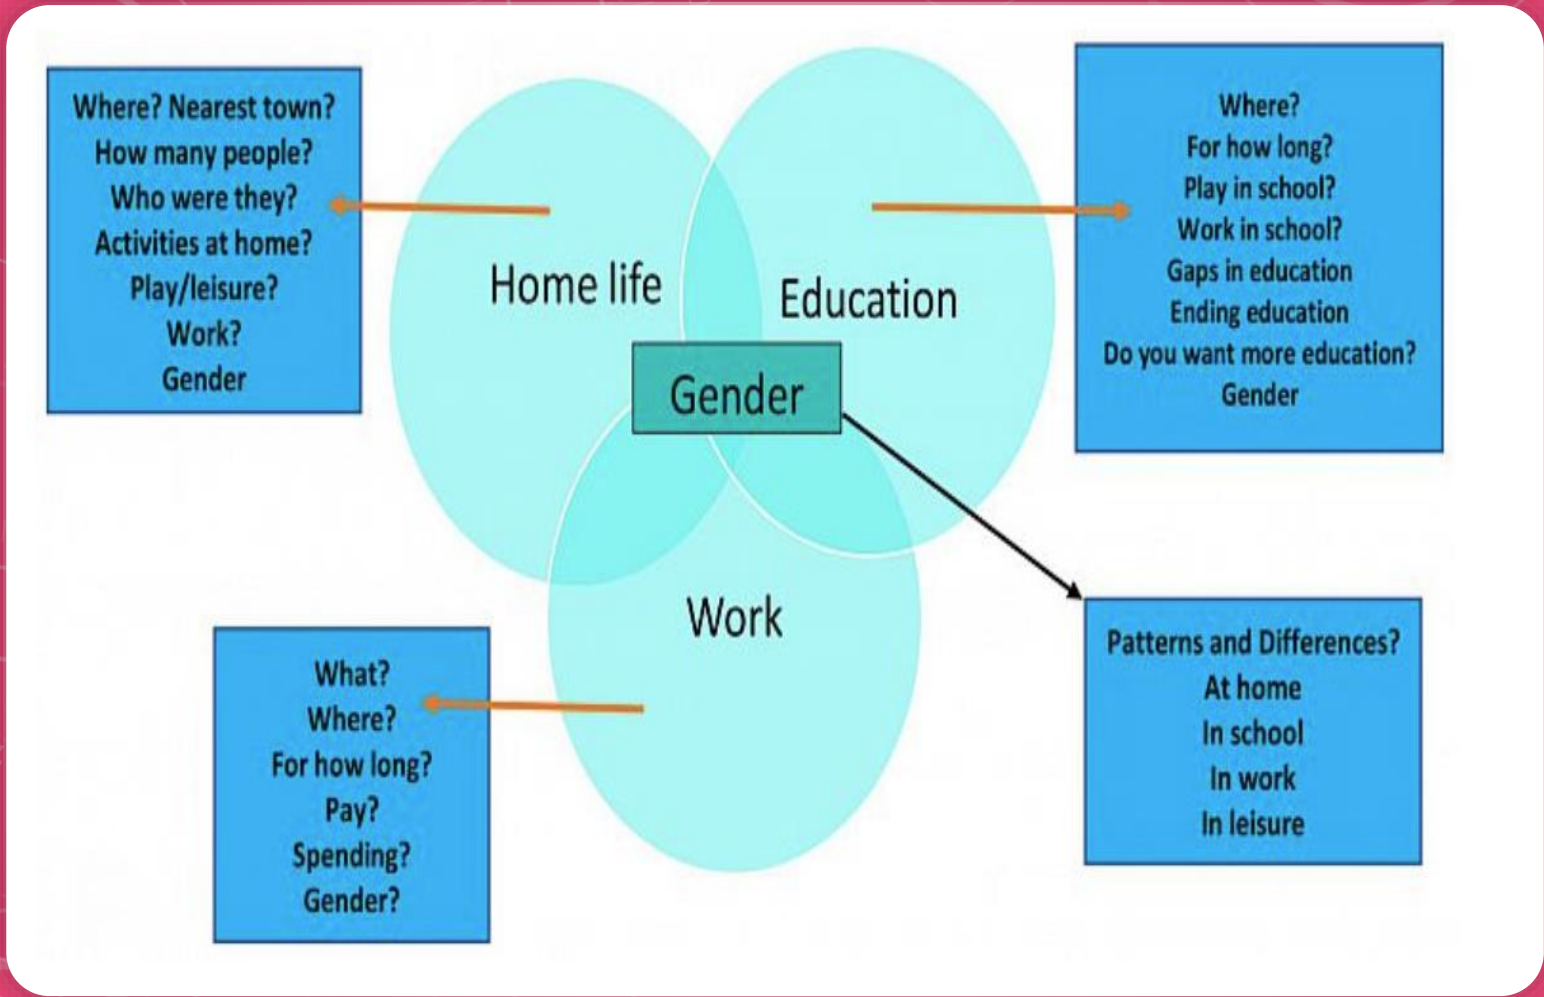 Where? Nearest town?
How many people?
Who were they?
Activities at home?
Play/leisure?
Work?
Gender
Home life
Education
Gender
Work
Where?
For how long?
Play in school?
Work in school?
Gaps in education
Ending education
Do you want more education?
Gender
What?
Where?
For how long?
Pay?
Spending?
Gender?
Patterns and Differences?
At home
In school
In work
In leisure